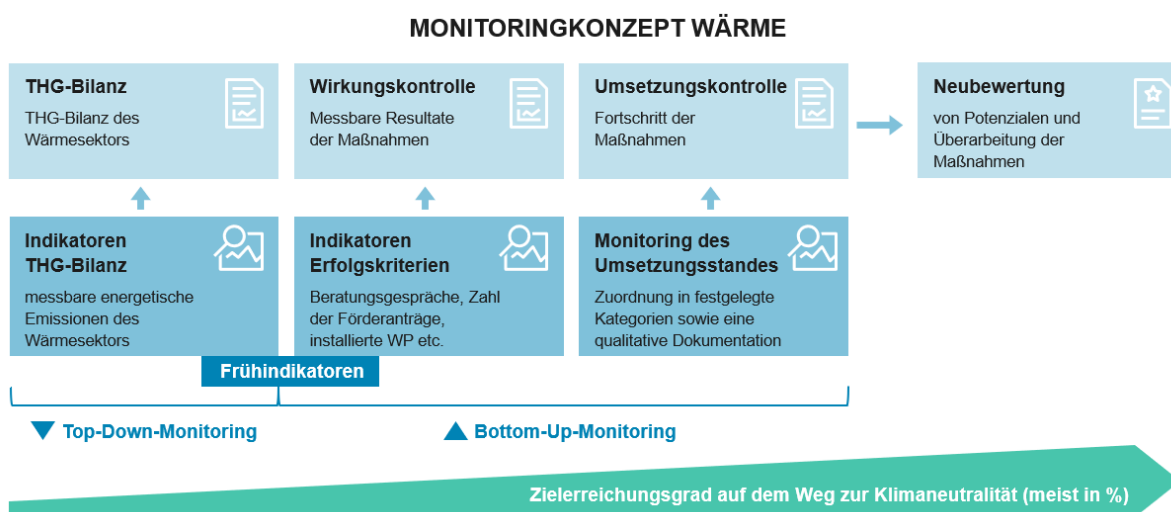 MONITORINGKONZEPT WÄRME
THG-Bilanz
THG-Bilanz des
Wärmesektors
Wirkungskontrolle
Messbare Resultate
der Maßnahmen
Umsetzungskontrolle
Fortschritt der
Maßnahmen
Neubewertung
von Potenzialen und
Überarbeitung der
Maßnahmen
Indikatoren
THG-Bilanz
messbare energetische
Emissionen des
Wärmesektors
Indikatoren
Erfolgskriterien
Beratungsgespräche, Zahl
der Förderanträge,
installierte WP etc.
Monitoring des
Umsetzungsstandes
Zuordnung in festgelegte
Kategorien sowie eine
qualitative Dokumentation
Frühindikatoren
Top-Down-Monitoring
Bottom-Up-Monitoring
Zielerreichungsgrad auf dem Weg zur Klimaneutralität (meist in %)